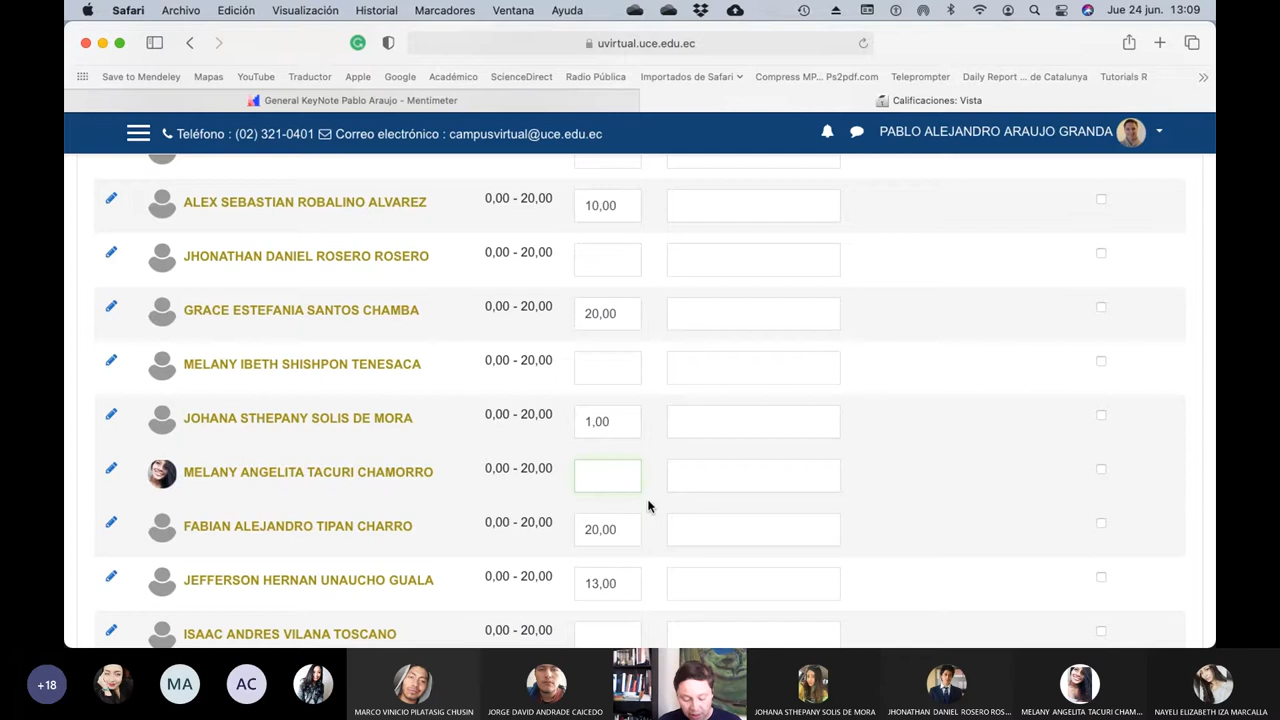 Safari Archivo Edición Visualización Historial Marcadores Ventana Ayuda Jue 24 jun. 13:09
uvirtual.uce.edu.ec
Save to Mendeley Mapas YouTube Traductor Apple Google Académico ScienceDirect Radio Pública Importados de Safari Compress MP... Ps2pdf.com Teleprompter Daily Report ... de Catalunya Tutorials R
General KeyNote Pablo Araujo - Mentimeter Calificaciones: Vista
Teléfono : (02) 321-0401 Correo electrónico : campusvirtual@uce.edu.ec PABLO ALEJANDRO ARAUJO GRANDA
ALEX SEBASTIAN ROBALINO ALVAREZ 0,00 - 20,00 10,00
JHONATHAN DANIEL ROSERO ROSERO 0,00 - 20,00
GRACE ESTEFANIA SANTOS CHAMBA 0,00 - 20,00 20,00
MELANY IBETH SHISHPON TENESACA 0,00 - 20,00
JOHANA STHEPANY SOLIS DE MORA 0,00 - 20,00 1,00
MELANY ANGELITA TACURI CHAMORRO 0,00 - 20,00
FABIAN ALEJANDRO TIPAN CHARRO 0,00 - 20,00 20,00
JEFFERSON HERNAN UNAUCHO GUALA 0,00 - 20,00 13,00
ISAAC ANDRES VILANA TOSCANO 0,00 - 20,00
+18 MA AC
MARCO VINICIO PILATASIG CHUSIN JORGE DAVID ANDRADE CAICEDO JOHANA STHEPANY SOLIS DE MORA JHONATHAN DANIEL ROSERO ROS... MELANY ANGELITA TACURI CHAM... NAYELI ELIZABETH IZA MARCALLA